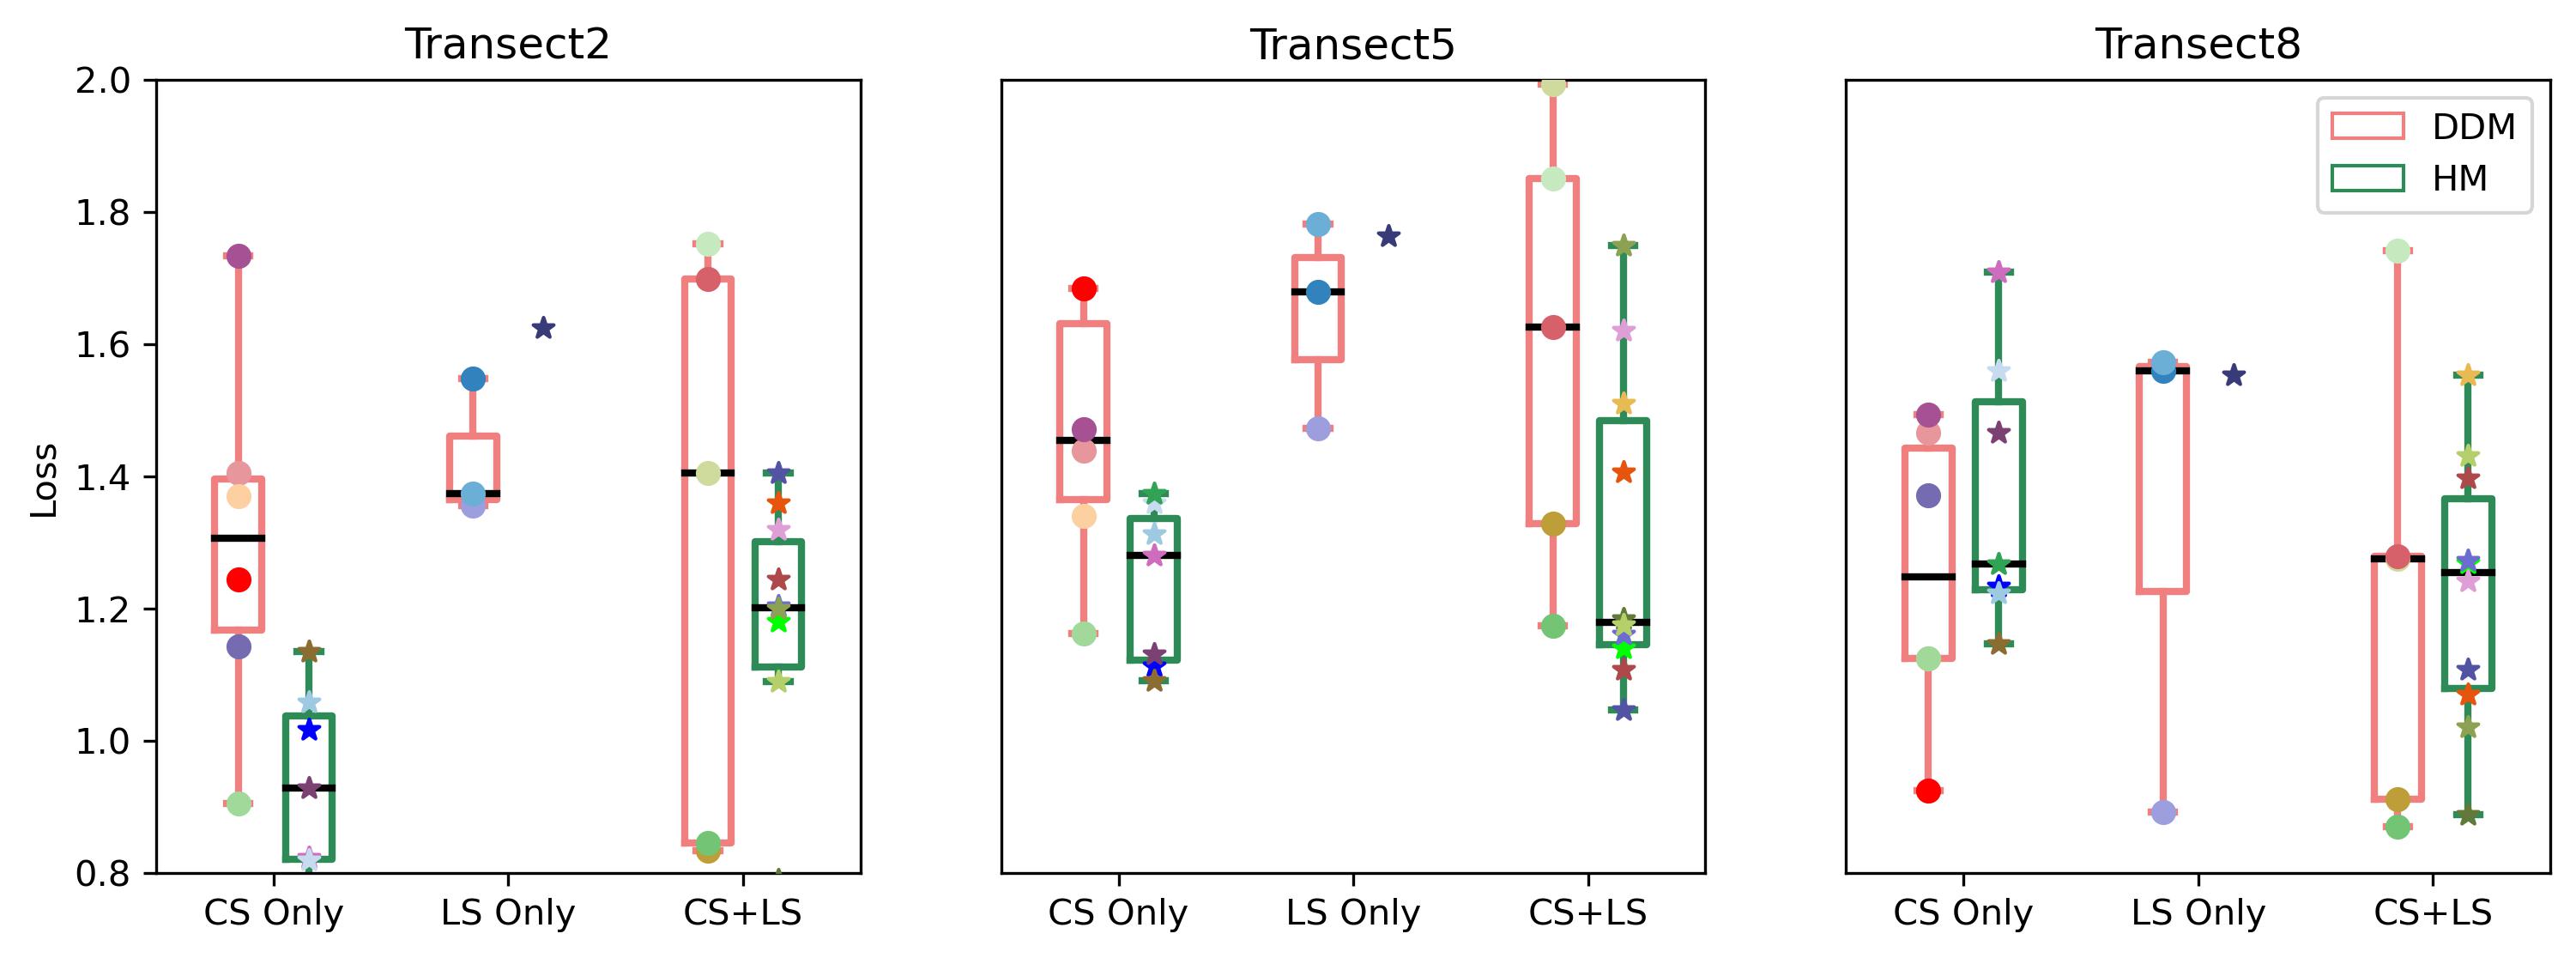 Transect2
Transect5
Transect8
2.0
1.8
1.6
1.4
1.2
1.0
0.8
Loss
DDM
HM
CS Only
LS Only
CS+LS
CS Only
LS Only
CS+LS
CS Only
LS Only
CS+LS